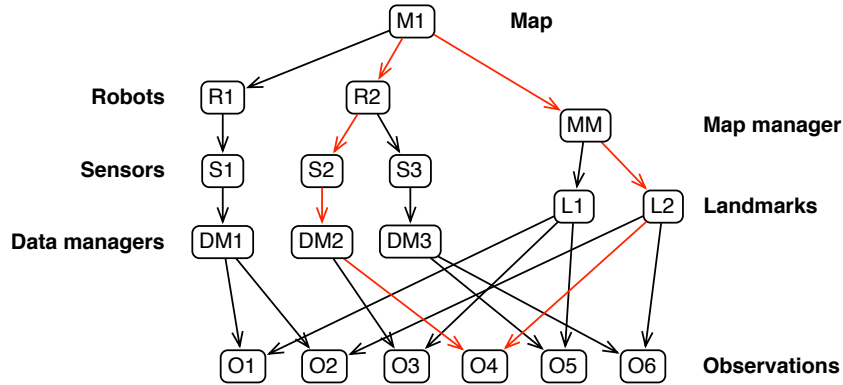 M1 Map
Robots R1 R2
MM Map manager
Sensors S1 S2 S3
L1 L2 Landmarks
Data managers DM1 DM2 DM3
O1 O2 O3 O4 O5 O6 Observations